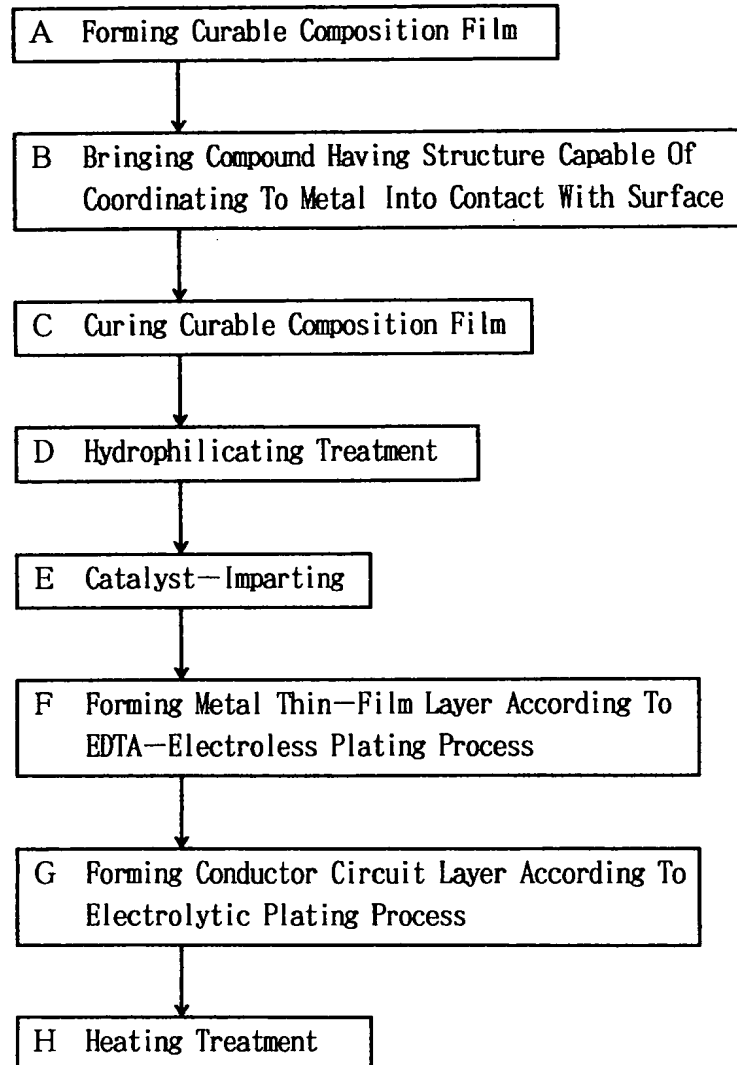 A Forming Curable Composition Film
B Bringing Compound Having Structure Capable Of
Coordinating To Metal Into Contact With Surface
C Curing Curable Composition Film
D Hydrophilicating Treatment
E Catalyst—Imparting
F Forming Metal Thin—Film Layer According To
EDTA—Electroless Plating Process
G Forming Conductor Circuit Layer According To
Electrolytic Plating Process
H Heating Treatment